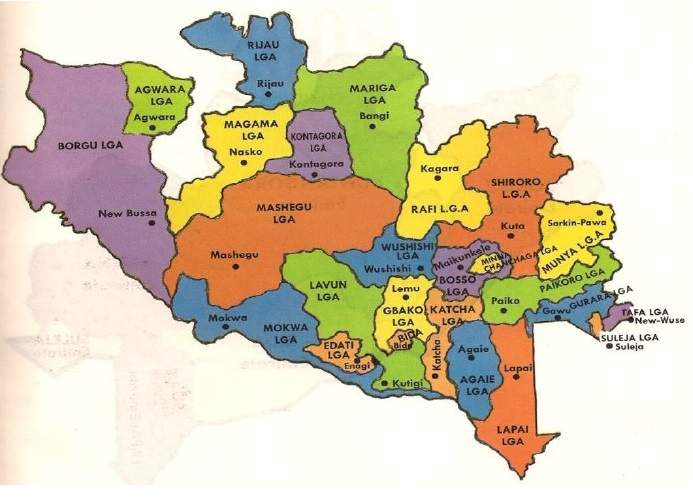 RIJAU
LGA
Rijau
AGWARA
LGA
Agwara
MARIGA
LGA
Bangi
MAGAMA
LGA
Nasko
KONTAGORA
LGA
Kontagora
BORGU LGA
New Bussa
Kagara
RAFI L.G.A
SHIRORO
L.G.A
Kuta
MASHEGU
LGA
Mashegu
Sarkin-Pawa
MUNYA L.G.A
WUSHISHI
LGA
Wushishi
Maikunkele
BOSSO
LGA
MINNA
CHANCHAGA LGA
PAIKORO LGA
Paiko
LAVUN
LGA
Lemu
GBAKO
LGA
KATCHA
LGA
Katcha
GURARA LGA
Gawu
TAFA LGA
New-Wuse
SULEJA LGA
Suleja
Mokwa
MOKWA
LGA
EDATI
LGA
Enagi
BIDA
Bida
Kutigi
Agaie
AGAIE
LGA
Lapai
LAPAI
LGA